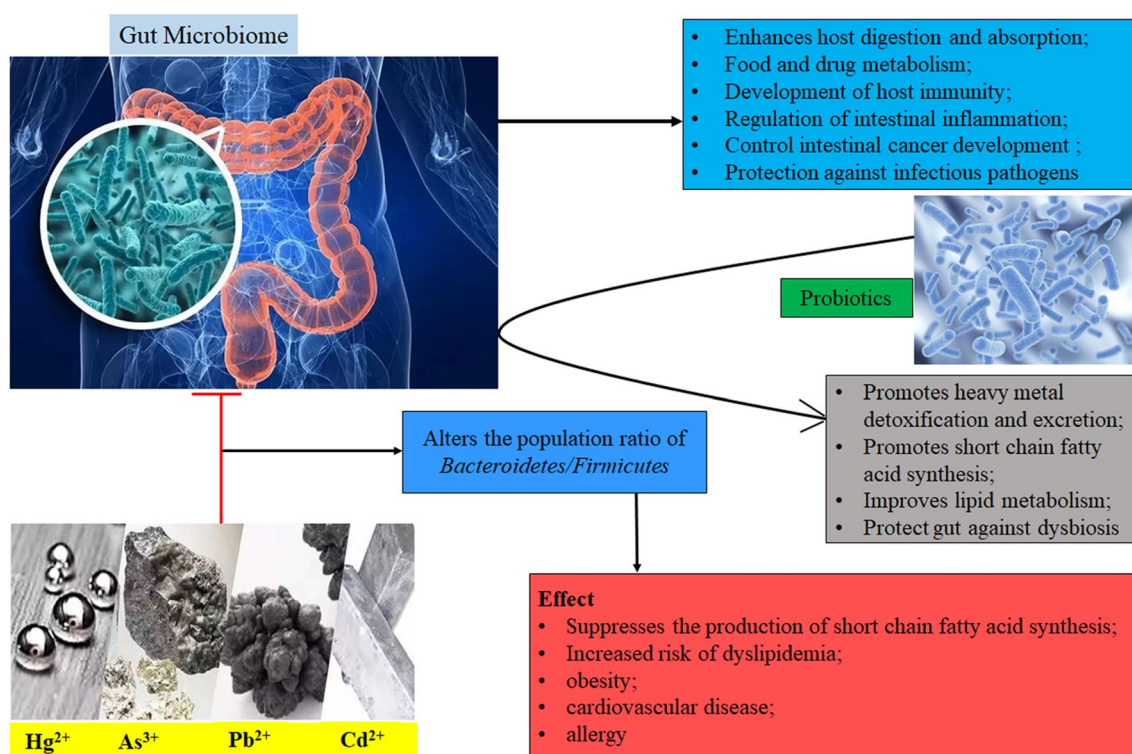 Gut Microbiome
• Enhances host digestion and absorption;
• Food and drug metabolism;
• Development of host immunity;
• Regulation of intestinal inflammation;
• Control intestinal cancer development ;
• Protection against infectious pathogens
Probiotics
• Promotes heavy metal
detoxification and excretion;
• Promotes short chain fatty
acid synthesis;
• Improves lipid metabolism;
• Protect gut against dysbiosis
Alters the population ratio of
Bacteroidetes/Firmicutes
Effect
• Suppresses the production of short chain fatty acid synthesis;
• Increased risk of dyslipidemia;
• obesity;
• cardiovascular disease;
• allergy
Hg²⁺ As³⁺ Pb²⁺ Cd²⁺